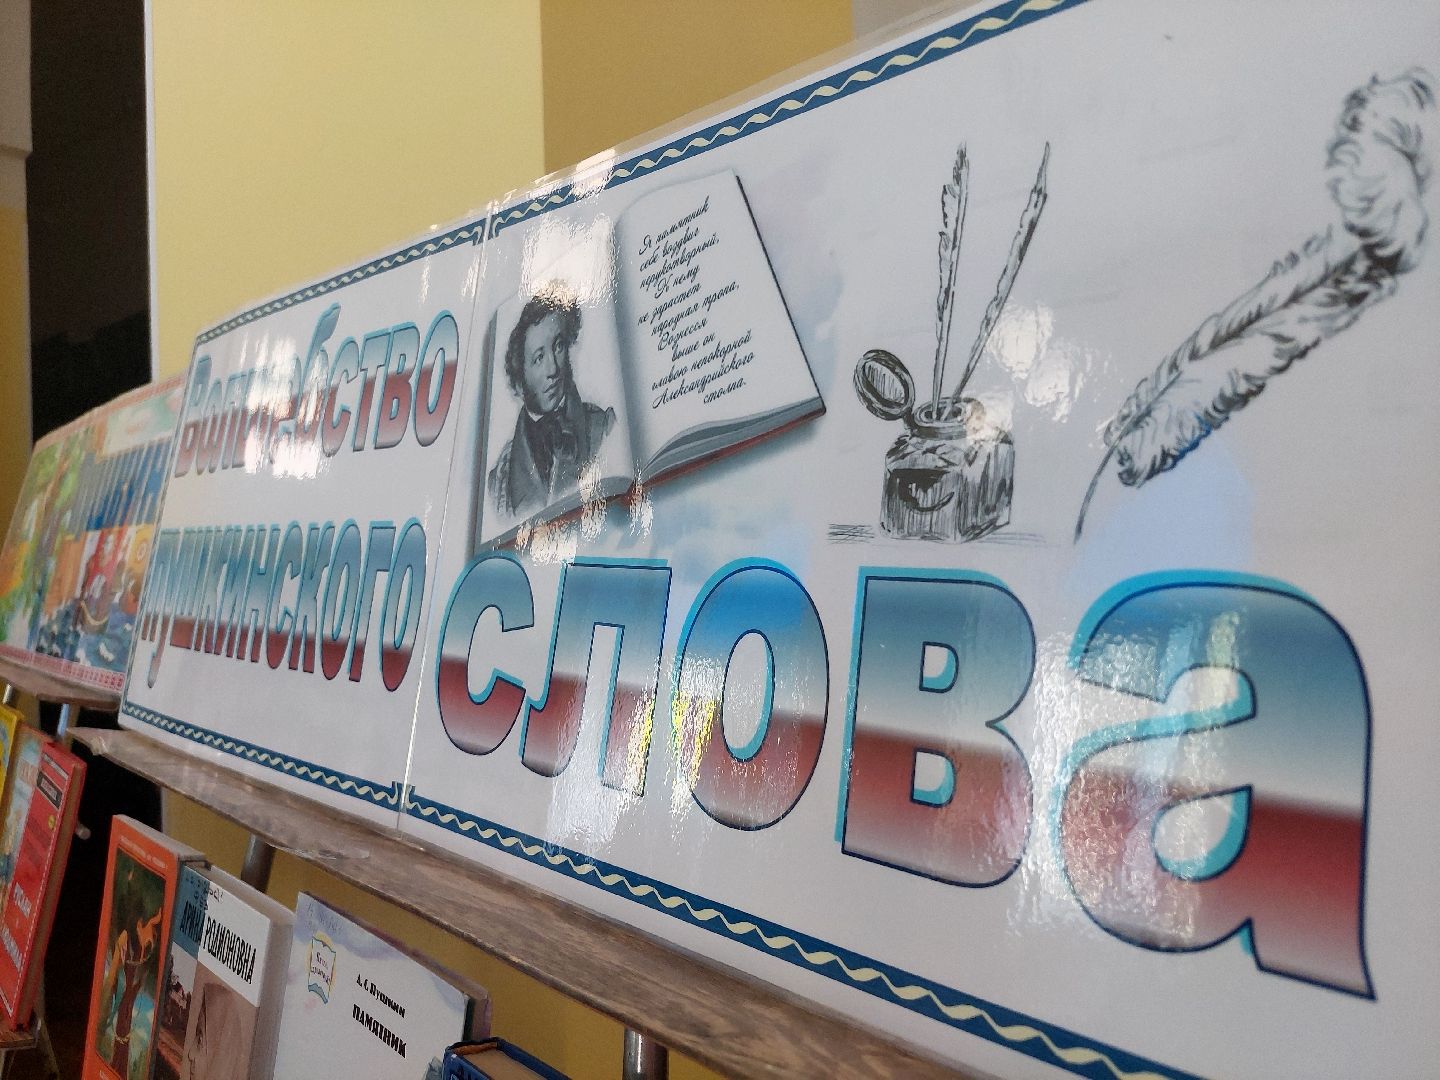 Волшебство
пушкинского
слова
Я памятник
себе воздвиг
нерукотворный,
К нему
не зарастет
народная тропа,
Вознесся
выше он
главою непокорной
Александрийского
столпа.
АРИНА РОДИОНОВНА
А. С. Пушкин
ПАМЯТНИК